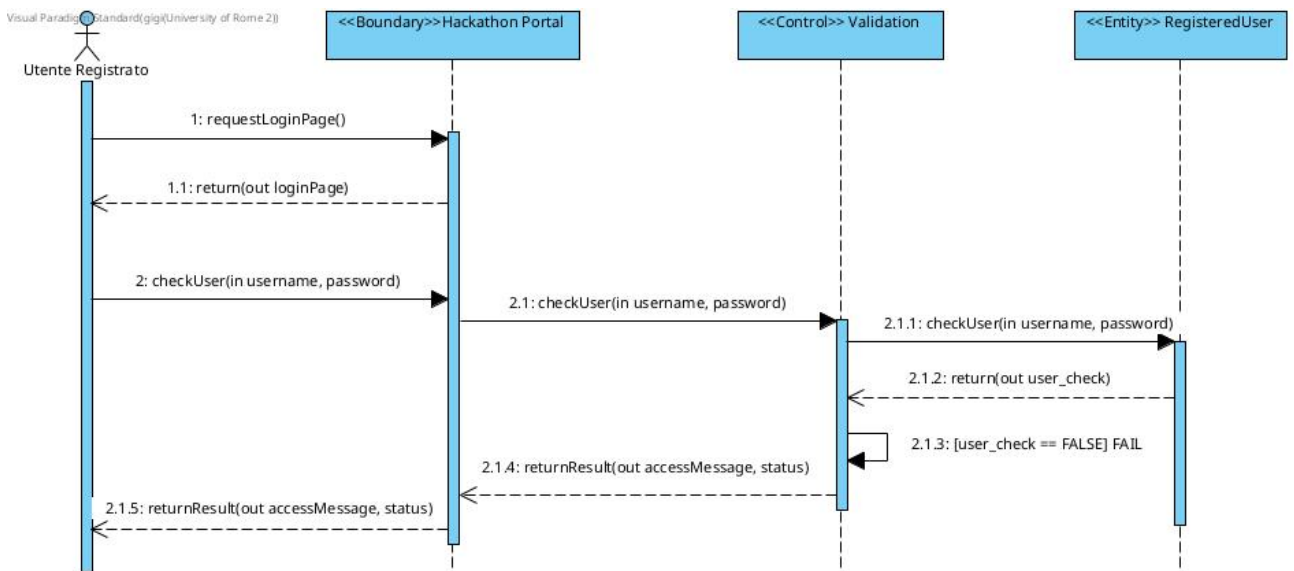 Visual Paradigm Standard(gigi(University of Rome 2))
<<Boundary>>Hackathon Portal
<<Control>> Validation
<<Entity>> RegisteredUser
Utente Registrato
1: requestLoginPage()
1.1: return(out loginPage)
2: checkUser(in username, password)
2.1: checkUser(in username, password)
2.1.1: checkUser(in username, password)
2.1.2: return(out user_check)
2.1.3: [user_check == FALSE] FAIL
2.1.4: returnResult(out accessMessage, status)
2.1.5: returnResult(out accessMessage, status)